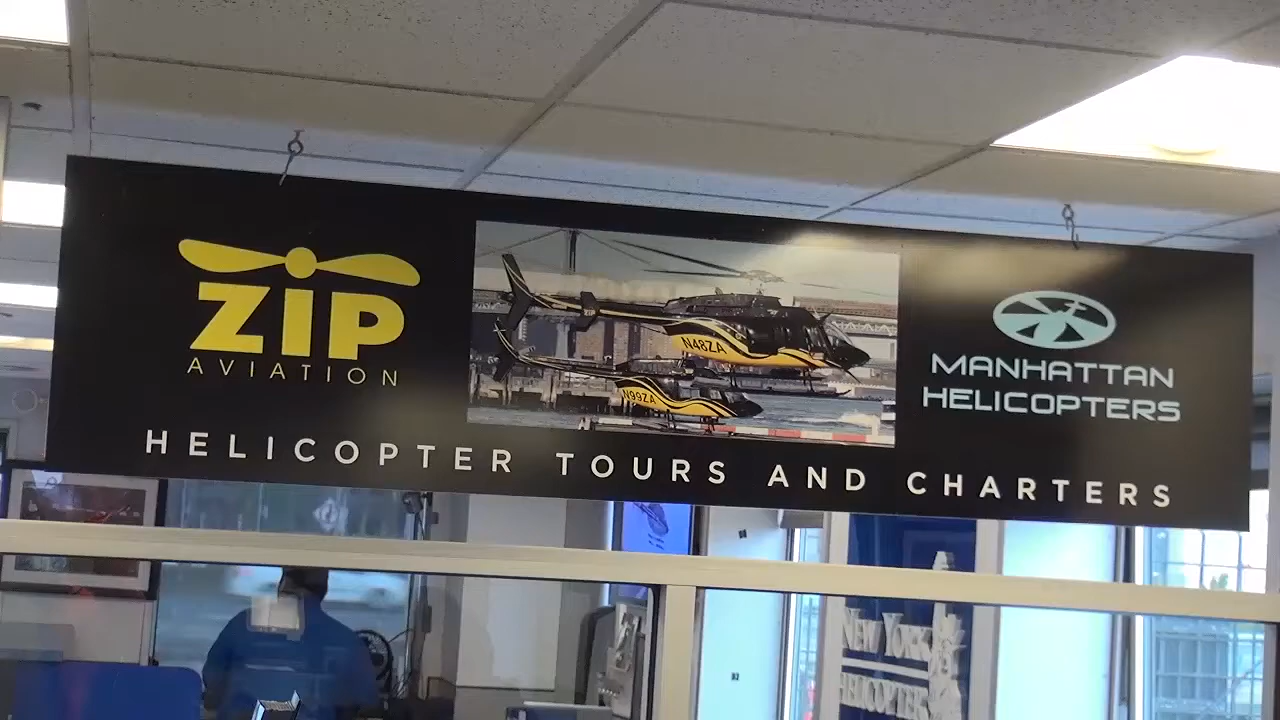 ZIP
AVIATION
N48ZA
N99ZA
MANHATTAN
HELICOPTERS
HELICOPTER TOURS AND CHARTERS
NEW YORK
HELICOPTER